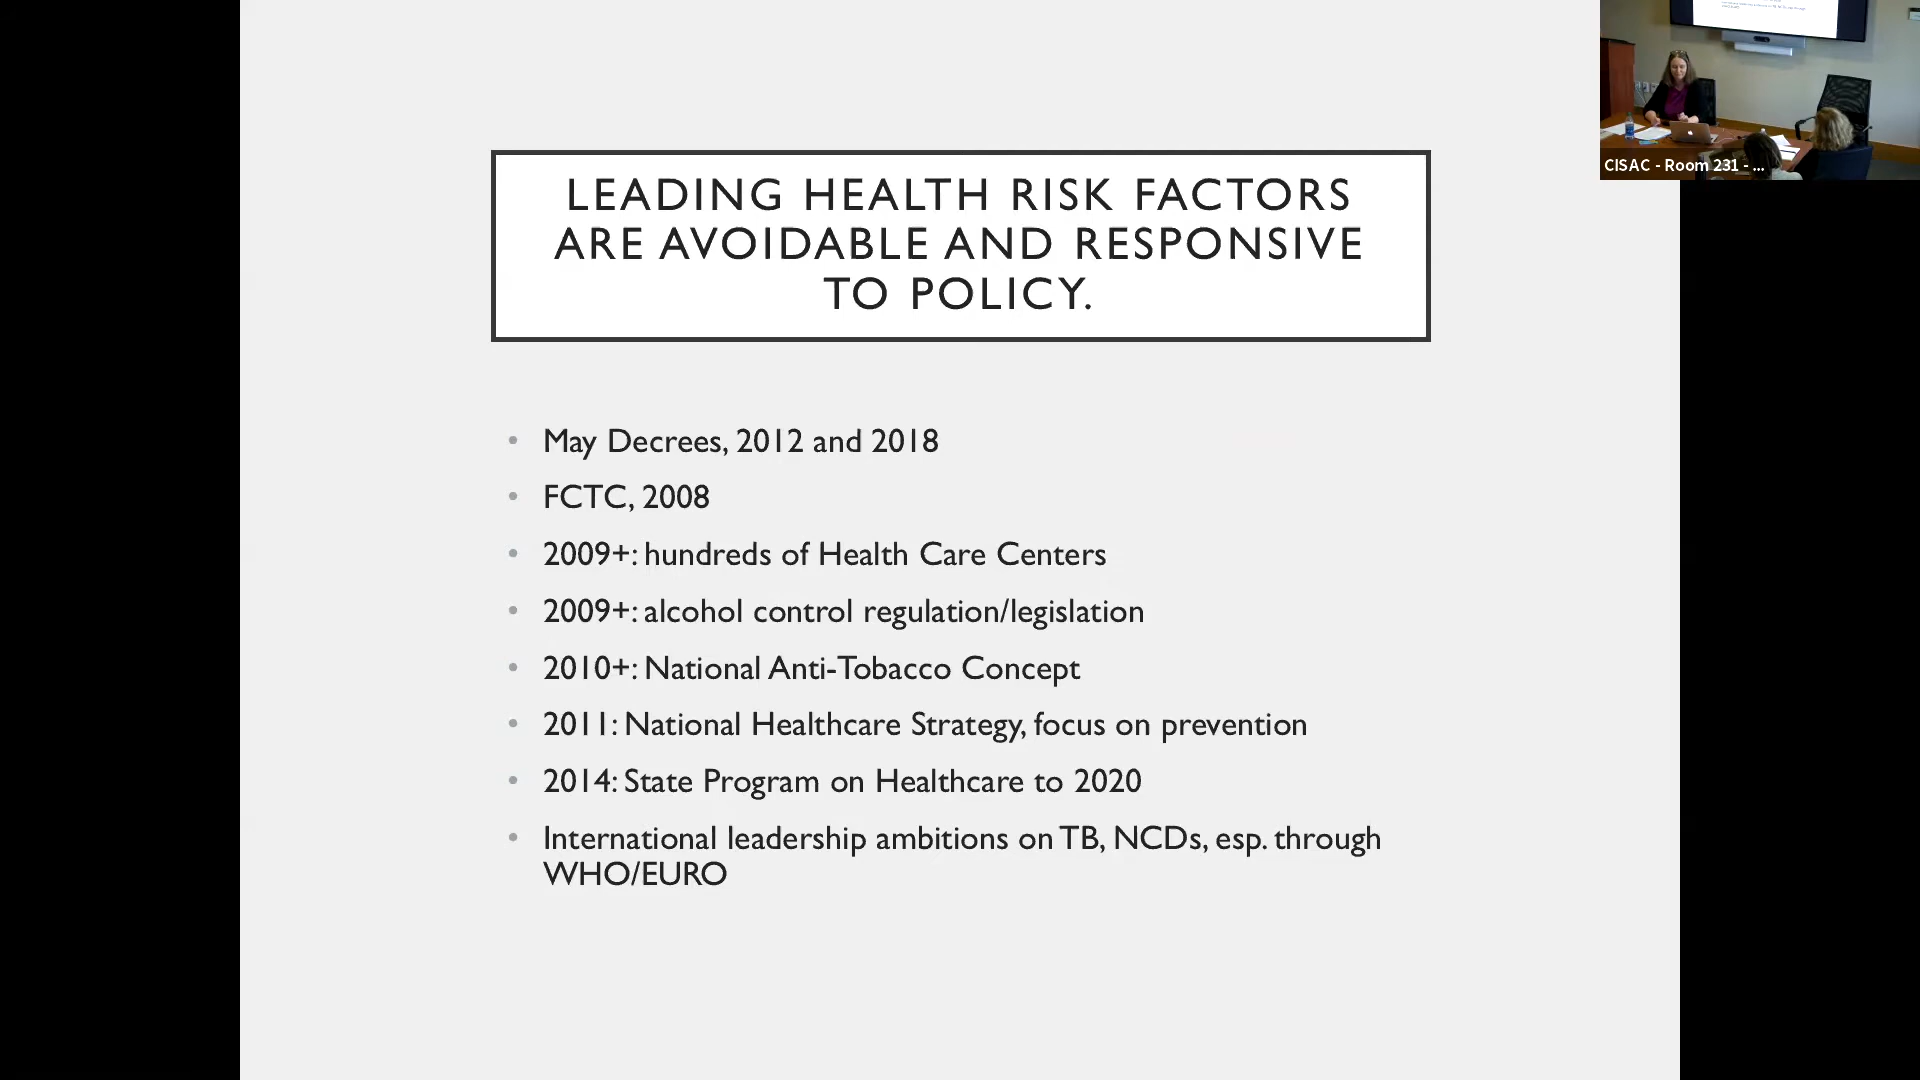 LEADING HEALTH RISK FACTORS
ARE AVOIDABLE AND RESPONSIVE
TO POLICY.
• May Decrees, 2012 and 2018
• FCTC, 2008
• 2009+: hundreds of Health Care Centers
• 2009+: alcohol control regulation/legislation
• 2010+: National Anti-Tobacco Concept
• 2011: National Healthcare Strategy, focus on prevention
• 2014: State Program on Healthcare to 2020
• International leadership ambitions on TB, NCDs, esp. through
WHO/EURO
CISAC - Room 231 - ...